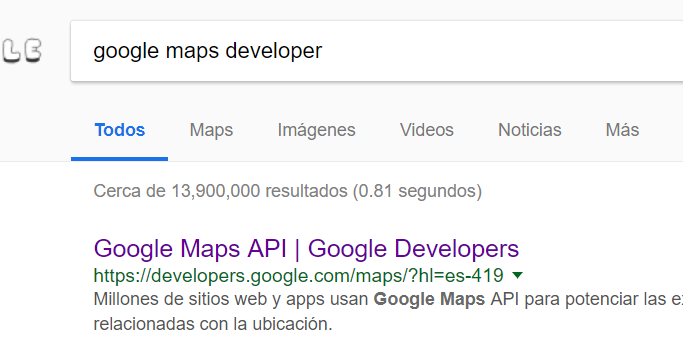 LE
google maps developer
Todos Maps Imágenes Videos Noticias Más
Cerca de 13,900,000 resultados (0.81 segundos)
Google Maps API | Google Developers
https://developers.google.com/maps/?hl=es-419
Millones de sitios web y apps usan Google Maps API para potenciar las
relacionadas con la ubicación.